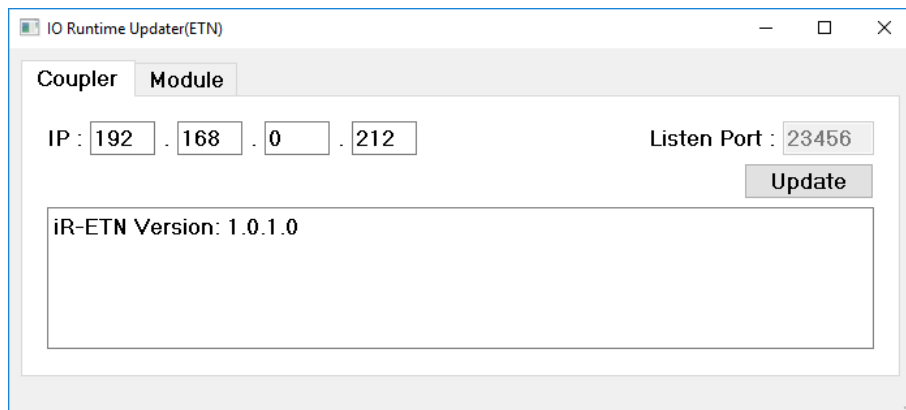 IO Runtime Updater(ETN)
Coupler Module
IP : 192 . 168 . 0 . 212 Listen Port : 23456
Update
iR-ETN Version: 1.0.1.0